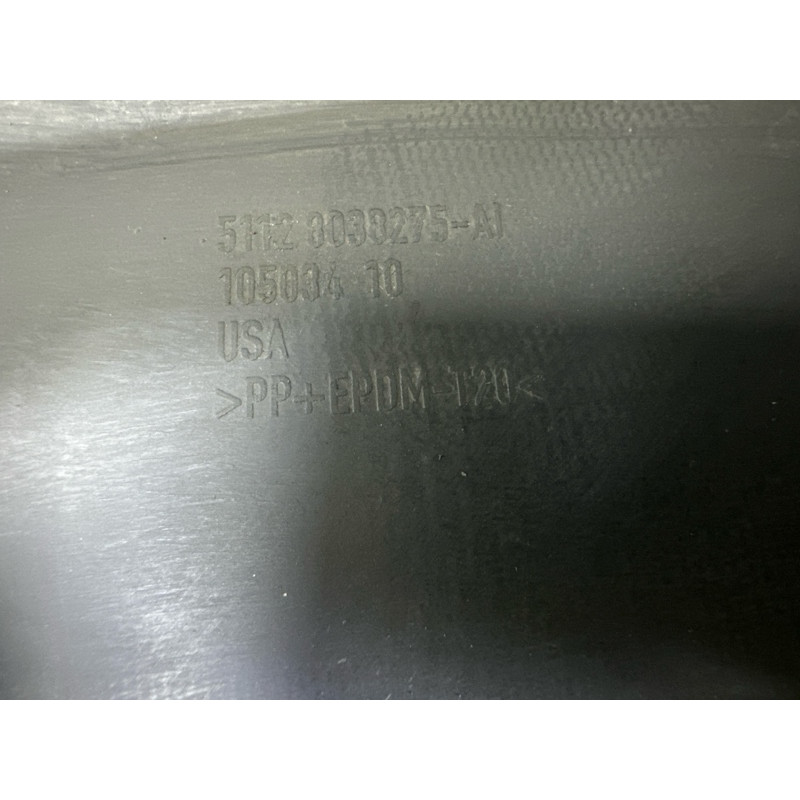 5112 8038275-AI
105034 10
USA
>PP+EPDM-T20<